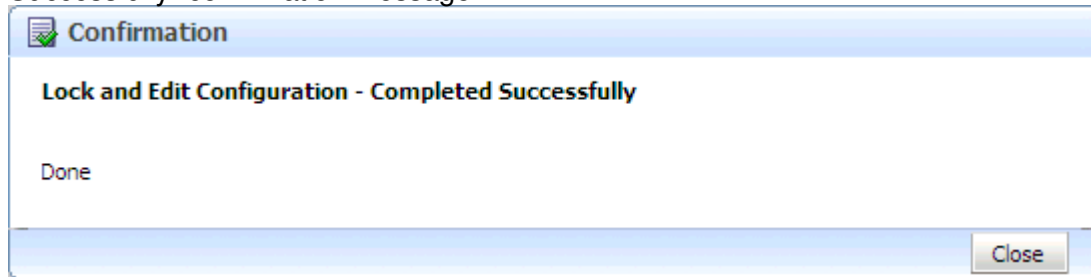 Confirmation
Lock and Edit Configuration - Completed Successfully
Done
Close